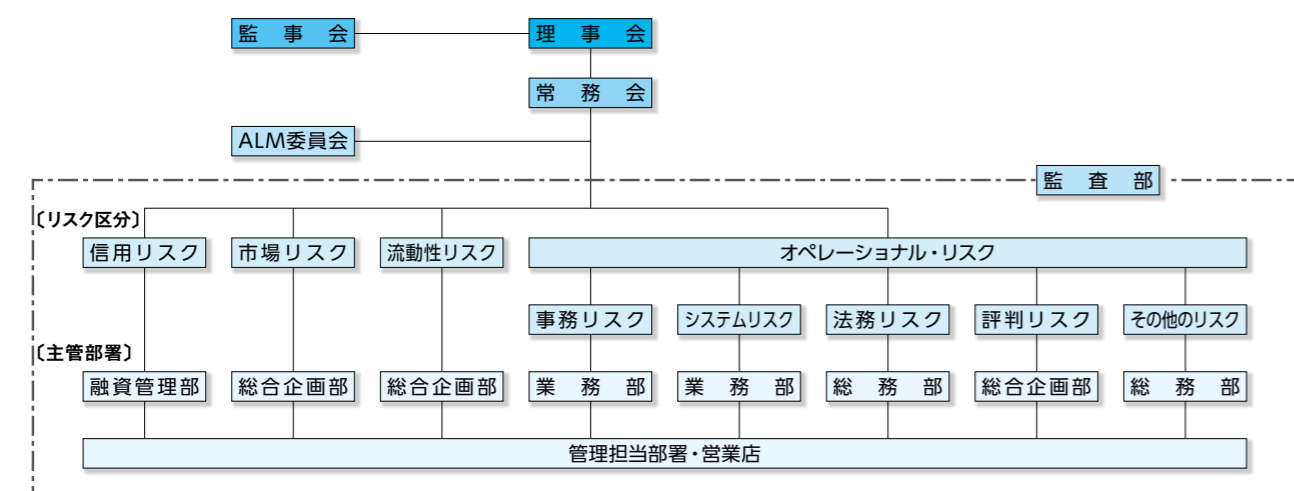 監事会 理事会
常務会
ALM委員会
監査部
〔リスク区分〕
信用リスク 市場リスク 流動性リスク オペレーショナル・リスク
事務リスク システムリスク 法務リスク 評判リスク その他のリスク
〔主管部署〕
融資管理部 総合企画部 総合企画部 業務部 業務部 総務部 総合企画部 総務部
管理担当部署・営業店